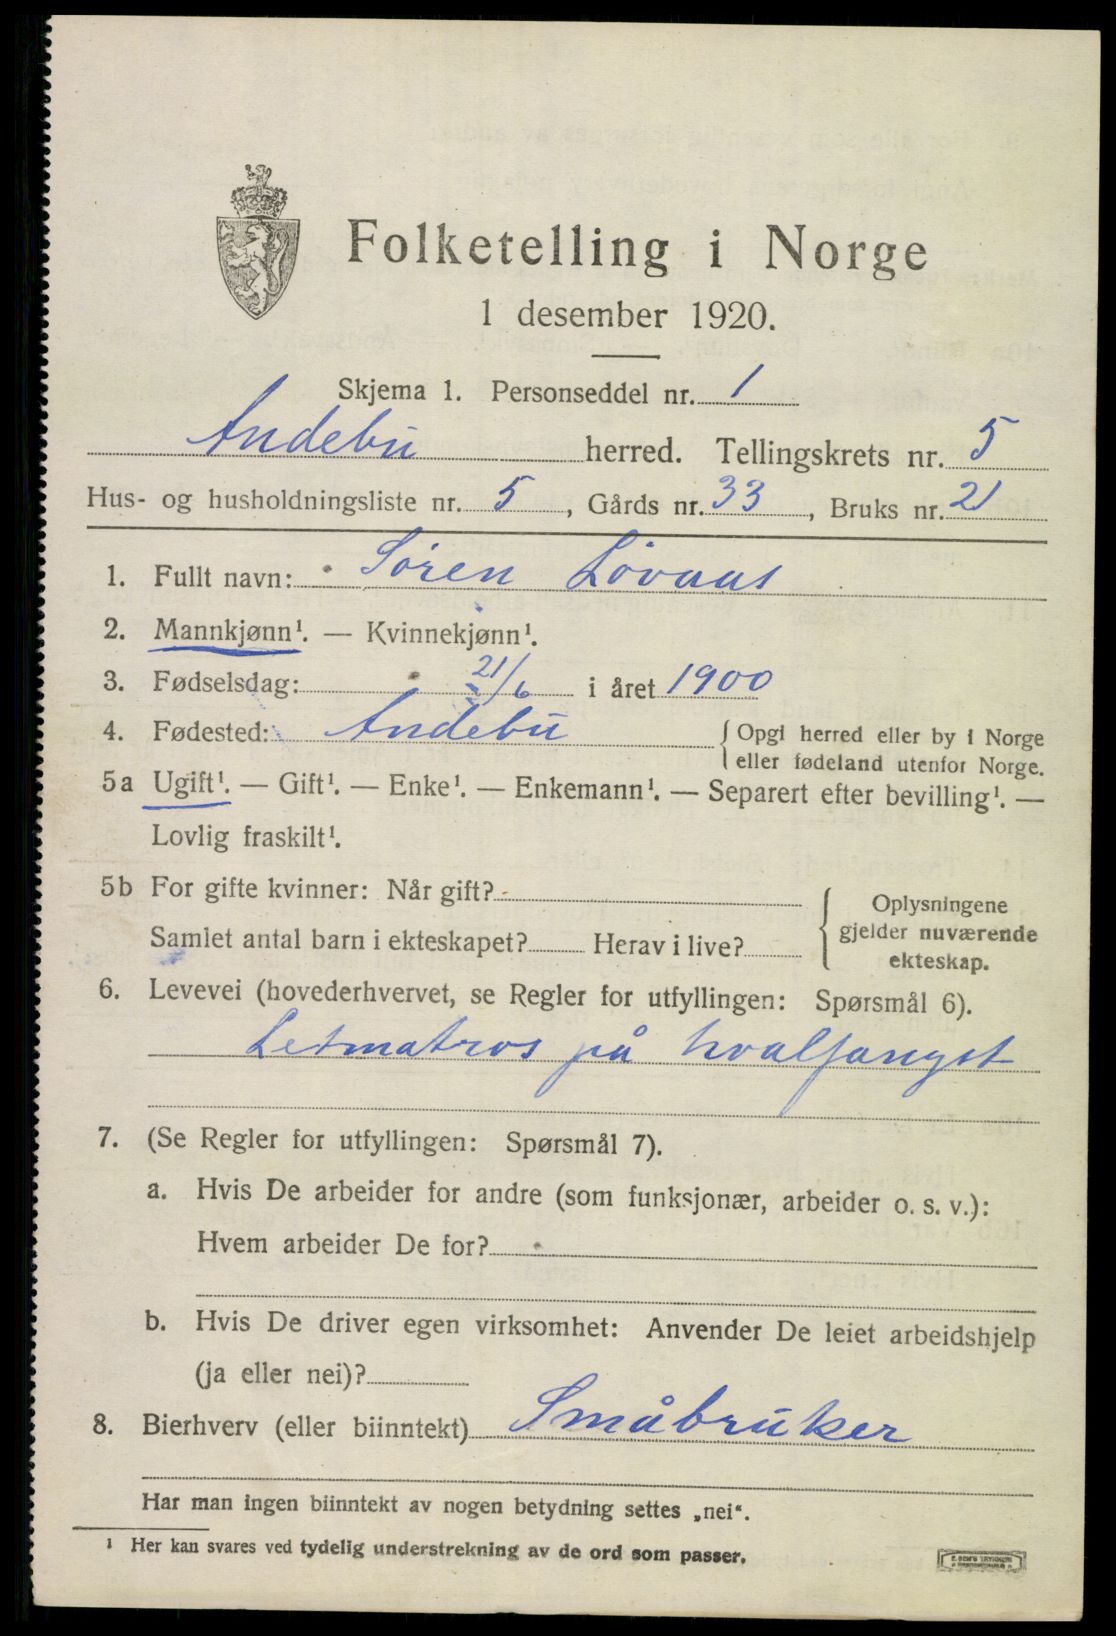 Folketelling i Norge
1 desember 1920.
Skjema 1. Personseddel nr. 1
Andebu herred. Tellingskrets nr. 5
Hus- og husholdningsliste nr. 5, Gårds nr. 33, Bruks nr. 21
1. Fullt navn: Søren Løvaas
2. Mannkjønn¹. — Kvinnekjønn¹.
3. Fødselsdag: 21/6 i året 1900
4. Fødested: Andebu { Opgi herred eller by i Norge
eller fødeland utenfor Norge.
5a Ugift¹. — Gift¹. — Enke¹. — Enkemann¹. — Separert efter bevilling¹. —
Lovlig fraskilt¹.
5b For gifte kvinner: Når gift?
Samlet antal barn i ekteskapet? Herav i live?
{ Oplysningene
gjelder nuværende
ekteskap.
6. Levevei (hovederhvervet, se Regler for utfyllingen: Spørsmål 6).
Letmatros på hvalfangst
7. (Se Regler for utfyllingen: Spørsmål 7).
a. Hvis De arbeider for andre (som funksjonær, arbeider o. s. v.):
Hvem arbeider De for?
b. Hvis De driver egen virksomhet: Anvender De leiet arbeidshjelp
(ja eller nei)?
8. Bierhverv (eller biinntekt) Småbruker
Har man ingen biinntekt av nogen betydning settes „nei“.
¹ Her kan svares ved tydelig understrekning av de ord som passer.